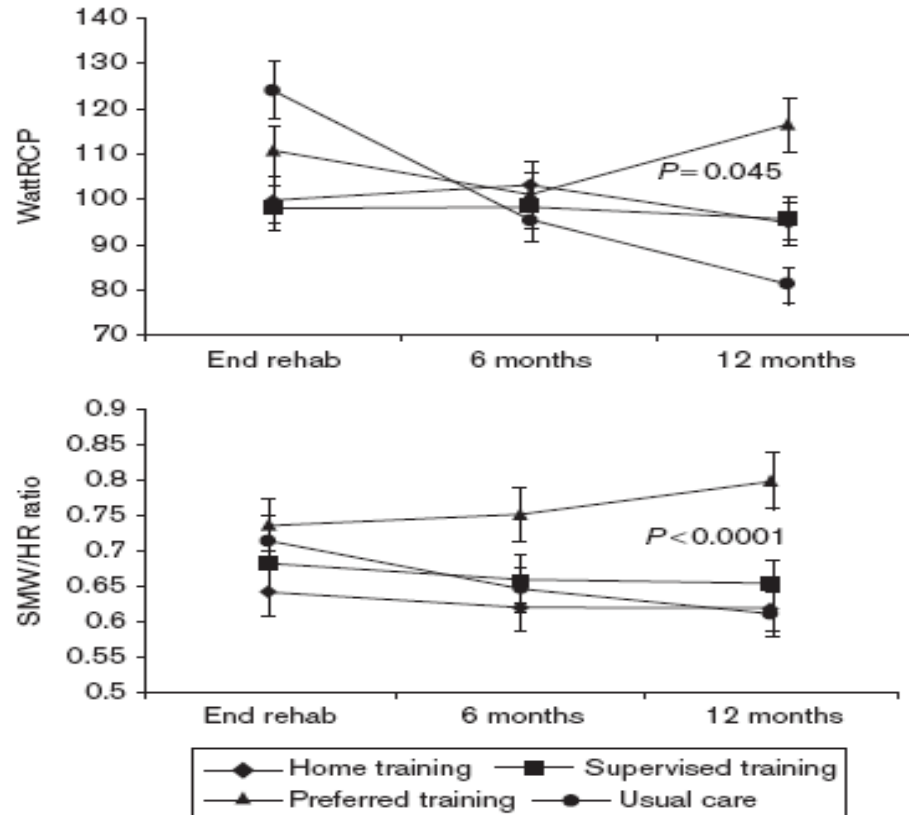 140
130
120
110
100
90
80
70
WattRCP
P=0.045
End rehab 6 months 12 months
0.9
0.85
0.8
0.75
0.7
0.65
0.6
0.55
0.5
SMW/HR ratio
P<0.0001
End rehab 6 months 12 months
Home training Supervised training
Preferred training Usual care